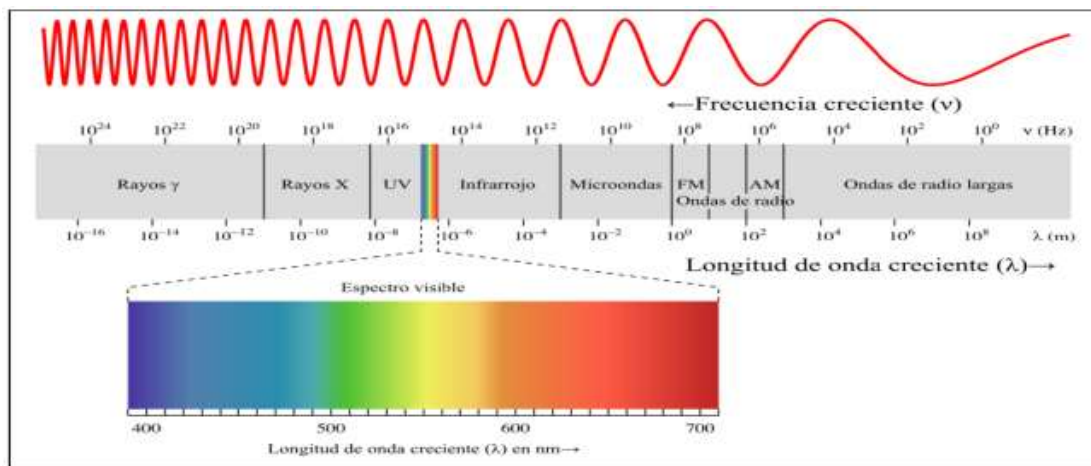 ←Frecuencia creciente (ν)
10²⁴ 10²² 10²⁰ 10¹⁸ 10¹⁶ 10¹⁴ 10¹² 10¹⁰ 10⁸ 10⁶ 10⁴ 10² 10⁰ ν (Hz)
Rayos γ Rayos X UV Infrarrojo Microondas FM AM Ondas de radio largas
Ondas de radio
10⁻¹⁶ 10⁻¹⁴ 10⁻¹² 10⁻¹⁰ 10⁻⁸ 10⁻⁶ 10⁻⁴ 10⁻² 10⁰ 10² 10⁴ 10⁶ 10⁸ λ (m)
Longitud de onda creciente (λ)→
Espectro visible
400 500 600 700
Longitud de onda creciente (λ) en nm→